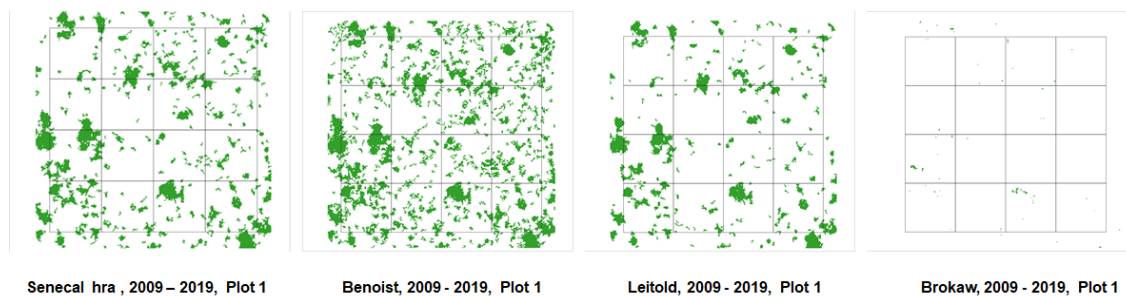 Senecal hra , 2009 – 2019, Plot 1
Benoist, 2009 - 2019, Plot 1
Leitold, 2009 - 2019, Plot 1
Brokaw, 2009 - 2019, Plot 1